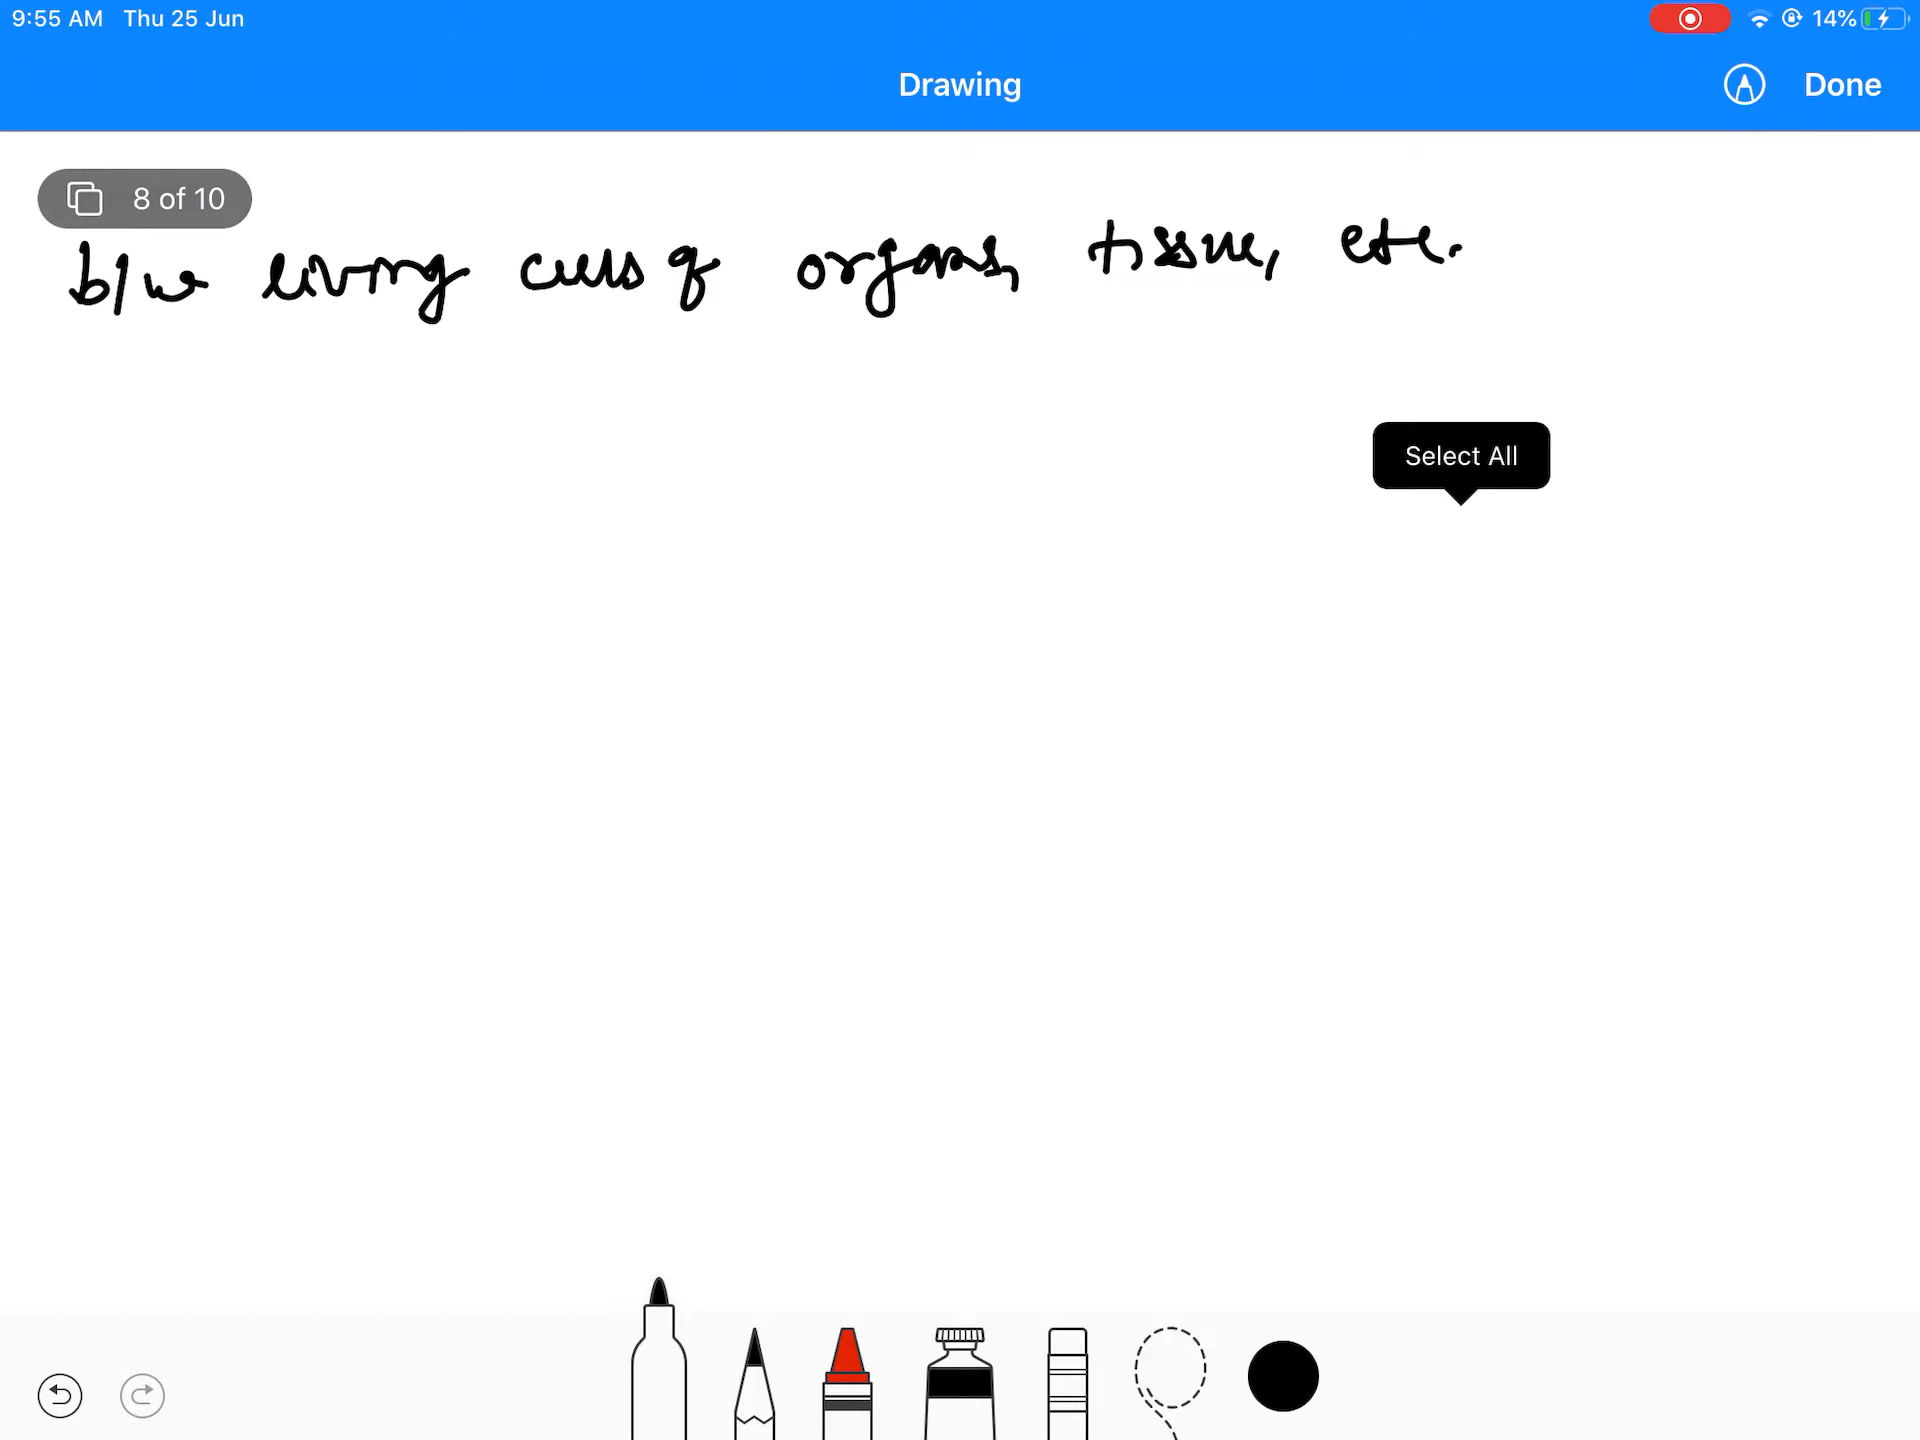 9:55 AM Thu 25 Jun 14%
Drawing Done
8 of 10
b/w living cells of organs, tissue, etc.
Select All